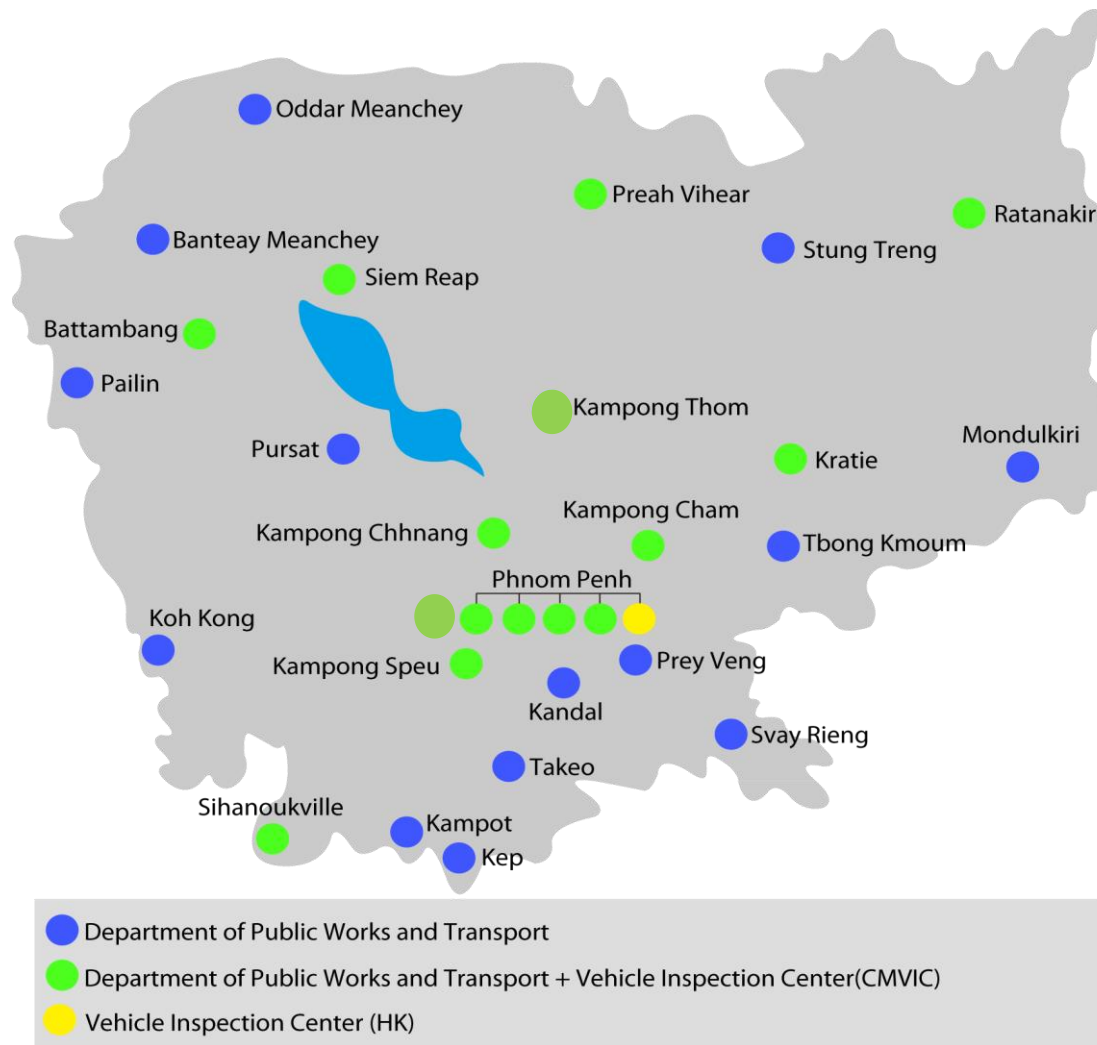 Oddar Meanchey
Preah Vihear
Ratanakir
Banteay Meanchey
Stung Treng
Siem Reap
Battambang
Pailin
Kampong Thom
Mondulkiri
Pursat
Kratie
Kampong Cham
Kampong Chhnang
Tbong Kmoum
Phnom Penh
Koh Kong
Kampong Speu
Prey Veng
Kandal
Svay Rieng
Takeo
Sihanoukville
Kampot
Kep
Department of Public Works and Transport
Department of Public Works and Transport + Vehicle Inspection Center(CMVIC)
Vehicle Inspection Center (HK)